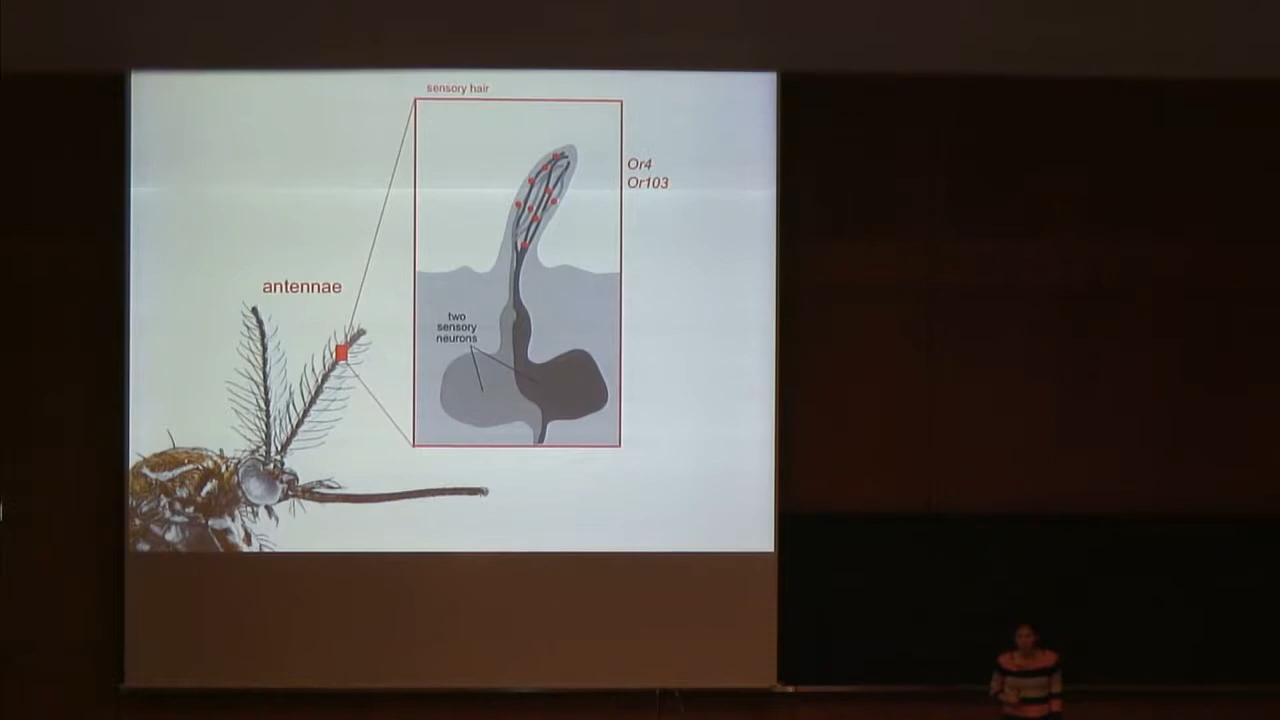 sensory hair
Or4
Or103
antennae
two
sensory
neurons